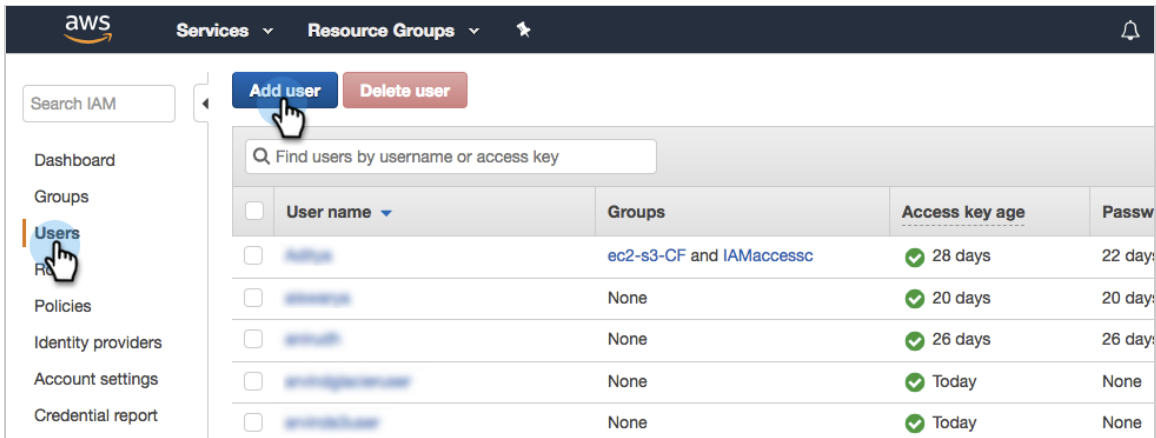 aws
Services
Resource Groups
Search IAM
Add user
Delete user
Dashboard
Groups
Users
Policies
Identity providers
Account settings
Credential report
Find users by username or access key
User name Groups Access key age Passw
ec2-s3-CF and IAMaccessc 28 days 22 days
None 20 days 20 days
None 26 days 26 days
None Today None
None Today None